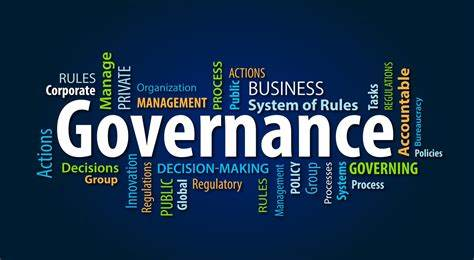 RULES
Corporate
Manage
PRIVATE
Organization
MANAGEMENT
PROCESS
ACTIONS
Public
BUSINESS
System of Rules
Tasks
REGULATIONS
Accountable
Bureaucracy
Governance
Actions
Decisions
Group
Innovation
Regulations
DECISION-MAKING
PUBLIC
Global
Regulatory
RULES
Management
POLICY
Group
Processes
Systems
GOVERNING
Process
Policies